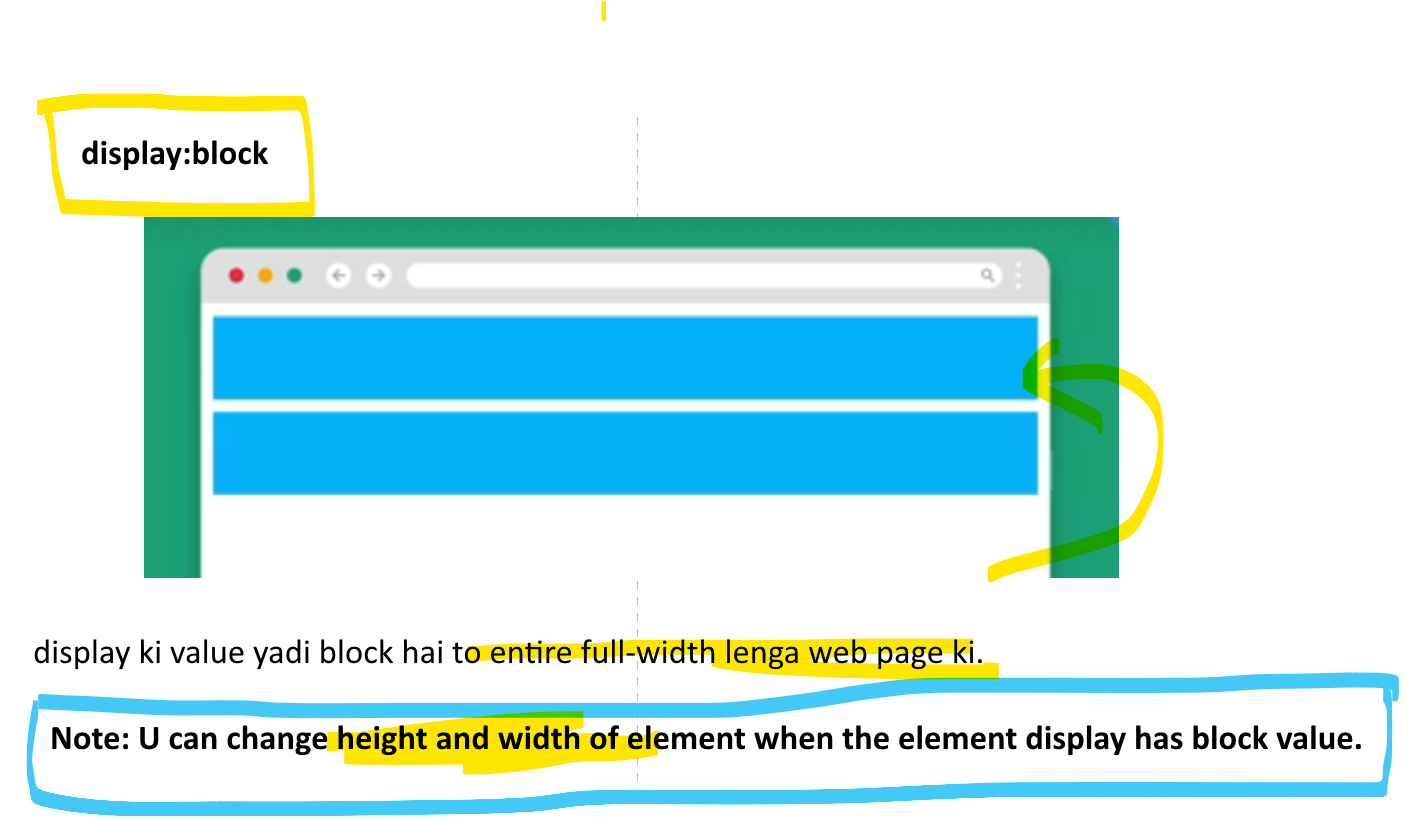 display:block
display ki value yadi block hai to entire full-width lenga web page ki.
Note: U can change height and width of element when the element display has block value.